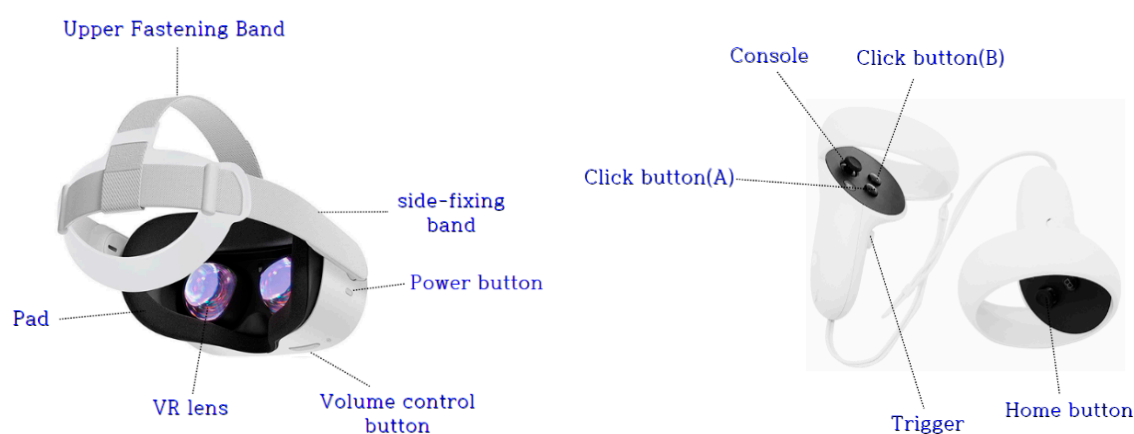 Upper Fastening Band
side-fixing
band
Power button
Pad
VR lens
Volume control
button
Console
Click button(B)
Click button(A)
Trigger
Home button